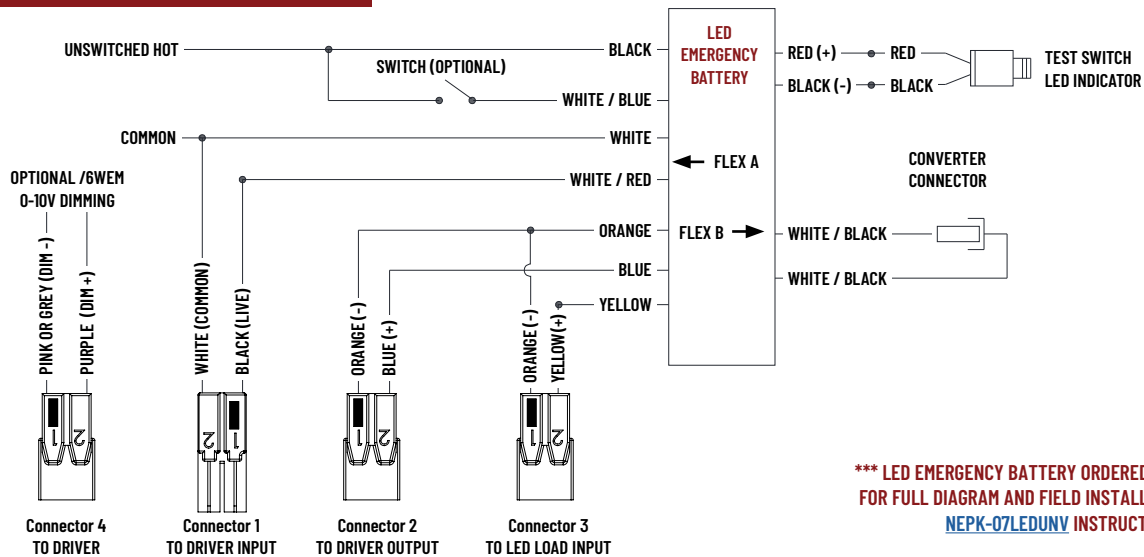 LED
EMERGENCY
BATTERY
UNSWITCHED HOT
BLACK
SWITCH (OPTIONAL)
WHITE / BLUE
COMMON
WHITE
FLEX A
WHITE / RED
ORANGE
FLEX B
BLUE
YELLOW
RED (+)
RED
BLACK (-)
BLACK
TEST SWITCH
LED INDICATOR
CONVERTER
CONNECTOR
WHITE / BLACK
WHITE / BLACK
OPTIONAL /6WEM
0-10V DIMMING
PINK OR GREY (DIM -)
PURPLE (DIM +)
WHITE (COMMON)
BLACK (LIVE)
ORANGE (-)
BLUE (+)
ORANGE (-)
YELLOW(+)
1 2
2 1
1 2
1 2
Connector 4
TO DRIVER
Connector 1
TO DRIVER INPUT
Connector 2
TO DRIVER OUTPUT
Connector 3
TO LED LOAD INPUT
*** LED EMERGENCY BATTERY ORDERED
FOR FULL DIAGRAM AND FIELD INSTALL
NEPK-07LEDUNV INSTRUCT